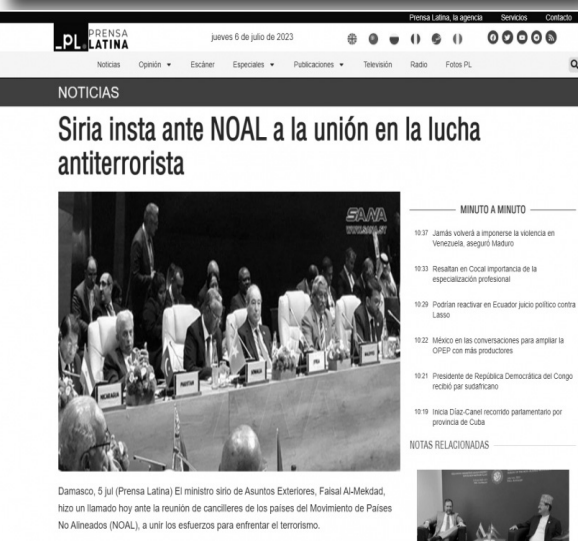 Prensa Latina, la agencia Servicios Contacto
_PL. PRENSA LATINA
jueves 6 de julio de 2023
Noticias Opinión Escáner Especiales Publicaciones Televisión Radio Fotos PL
NOTICIAS
Siria insta ante NOAL a la unión en la lucha
antiterrorista
SANA
NICARAGUA
PAKISTAN
SYRIA
MINUTO A MINUTO
10:37 Jamás volverá a imponerse la violencia en
Venezuela, aseguró Maduro
10:33 Resaltan en Cocal importancia de la
especialización profesional
10:29 Podrían reactivar en Ecuador juicio político contra
Lasso
10:22 México en las conversaciones para ampliar la
OPEP con más productores
10:21 Presidente de República Democrática del Congo
recibió par sudafricano
10:19 Inicia Díaz-Canel recorrido parlamentario por
provincia de Cuba
NOTAS RELACIONADAS
Damasco, 5 jul (Prensa Latina) El ministro sirio de Asuntos Exteriores, Faisal Al-Mekdad,
hizo un llamado hoy ante la reunión de cancilleres de los países del Movimiento de Países
No Alineados (NOAL), a unir los esfuerzos para enfrentar el terrorismo.